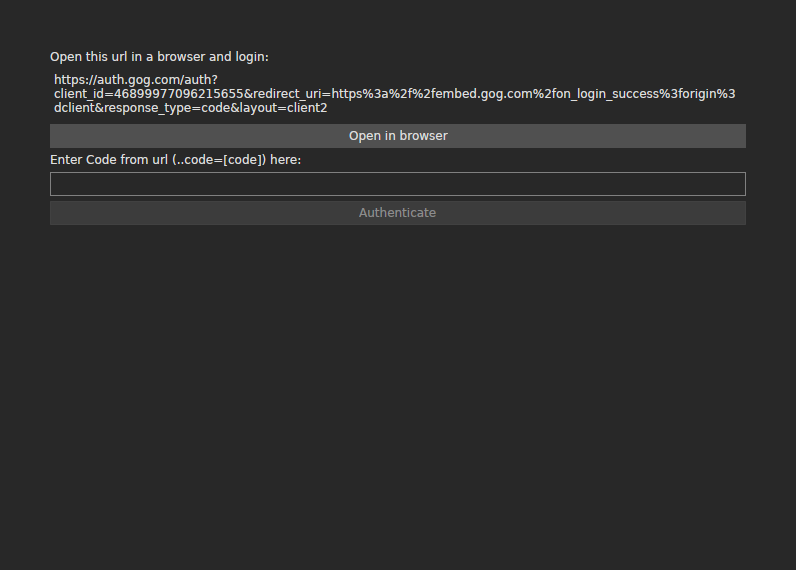 Open this url in a browser and login:
https://auth.gog.com/auth?
client_id=46899977096215655&redirect_uri=https%3a%2f%2fembed.gog.com%2fon_login_success%3forigin%3
dclient&response_type=code&layout=client2
Open in browser
Enter Code from url (..code=[code]) here:
Authenticate